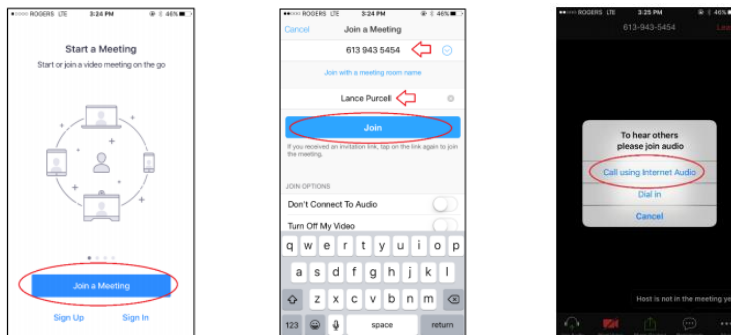 ROGERS LTE 3:24 PM 46%
Start a Meeting
Start or join a video meeting on the go
Join a Meeting
Sign Up Sign In
ROGERS LTE 3:24 PM 46%
Cancel Join a Meeting
613 943 5454
Join with a meeting room name
Lance Purcell
Join
If you received an invitation link, tap on the link again to join
the meeting.
JOIN OPTIONS
Don't Connect To Audio
Turn Off My Video
q w e r t y u i o p
a s d f g h j k l
z x c v b n m
123 space return
ROGERS LTE 3:25 PM 46%
613-943-5454
To hear others
please join audio
Call using Internet Audio
Dial in
Cancel
Host is not in the meeting ye